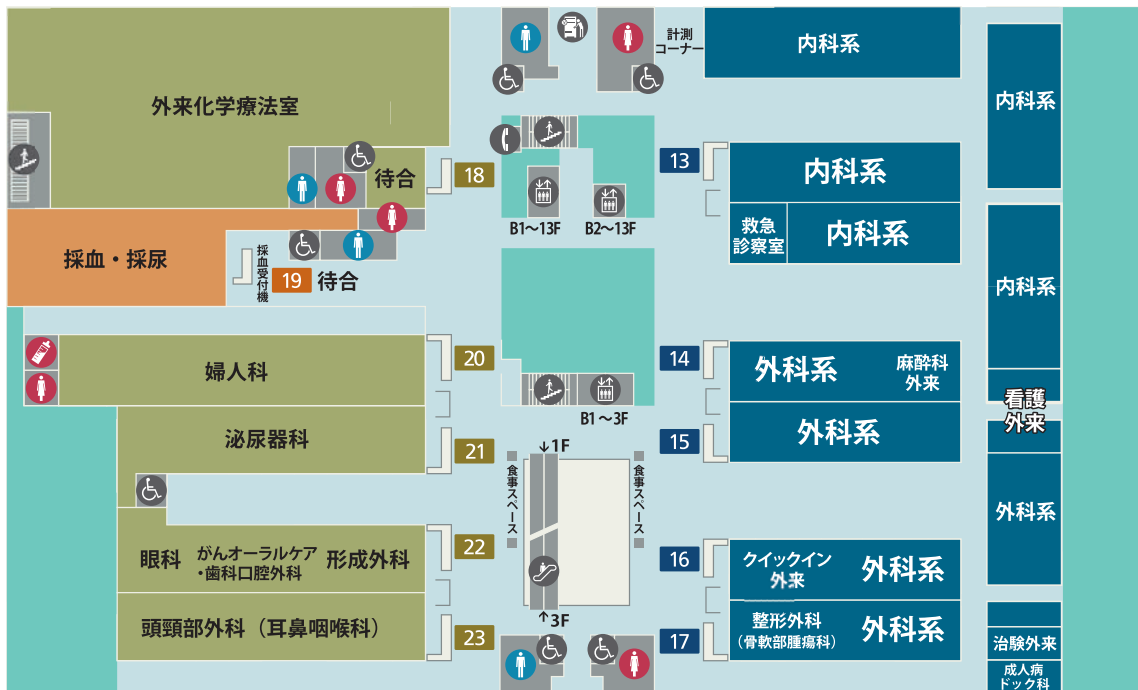 計測
コーナー
内科系
内科系
外来化学療法室
待合
18
B1〜13F
B2〜13F
13
内科系
救急
診察室
内科系
採血・採尿
採血受付機
19
待合
内科系
婦人科
20
14
外科系
麻酔科
外来
看護
外来
B1〜3F
泌尿器科
21
15
外科系
↓1F
食事スペース
食事スペース
外科系
眼科
がんオーラルケア
・歯科口腔外科
形成外科
22
16
クイックイン
外来
外科系
↑3F
頭頸部外科（耳鼻咽喉科）
23
17
整形外科
（骨軟部腫瘍科）
外科系
治験外来
成人病
ドック科